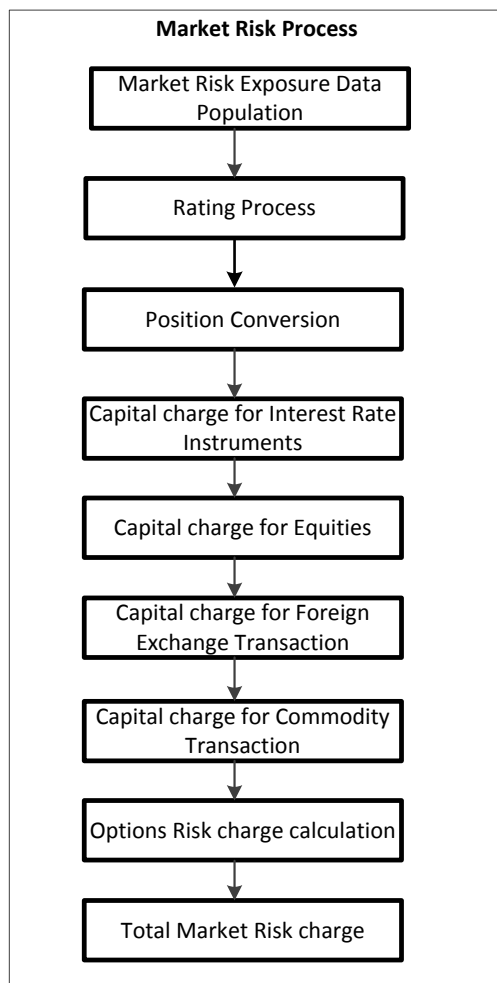 Market Risk Process
Market Risk Exposure Data
Population
Rating Process
Position Conversion
Capital charge for Interest Rate
Instruments
Capital charge for Equities
Capital charge for Foreign
Exchange Transaction
Capital charge for Commodity
Transaction
Options Risk charge calculation
Total Market Risk charge